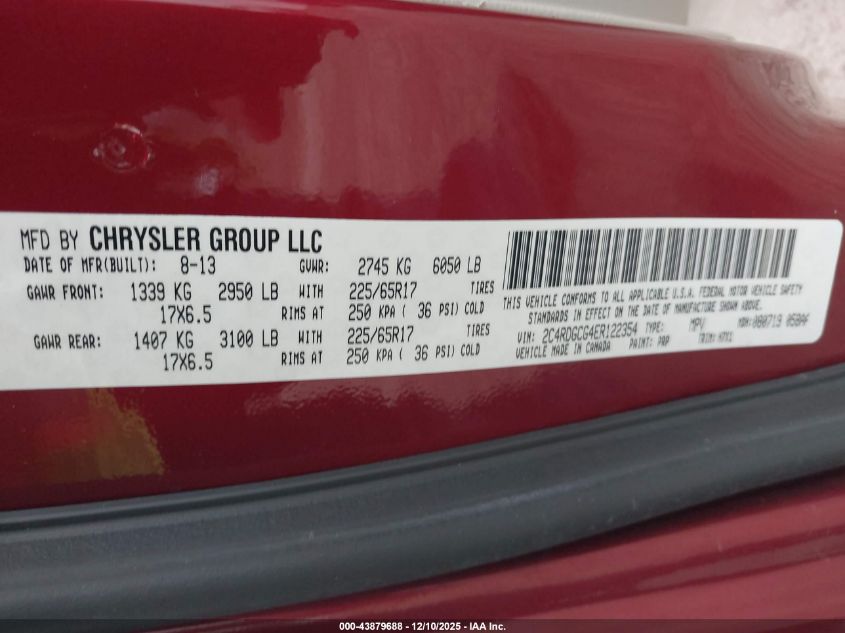 MFD BY CHRYSLER GROUP LLC
DATE OF MFR(BUILT): 8-13 GVWR: 2745 KG 6050 LB
GAWR FRONT: 1339 KG 2950 LB WITH 225/65R17 TIRES
17X6.5 RIMS AT 250 KPA ( 36 PSI) COLD
GAWR REAR: 1407 KG 3100 LB WITH 225/65R17 TIRES
17X6.5 RIMS AT 250 KPA ( 36 PSI) COLD
THIS VEHICLE CONFORMS TO ALL APPLICABLE U.S.A. FEDERAL MOTOR VEHICLE SAFETY
STANDARDS IN EFFECT ON THE DATE OF MANUFACTURE SHOWN ABOVE.
VIN: 2C4RDGCG4ER122354 TYPE: MPV MDH: 080719 058AF
VEHICLE MADE IN CANADA PAINT: PRP TRIM:
000-43879688 - 12/10/2025 - IAA Inc.